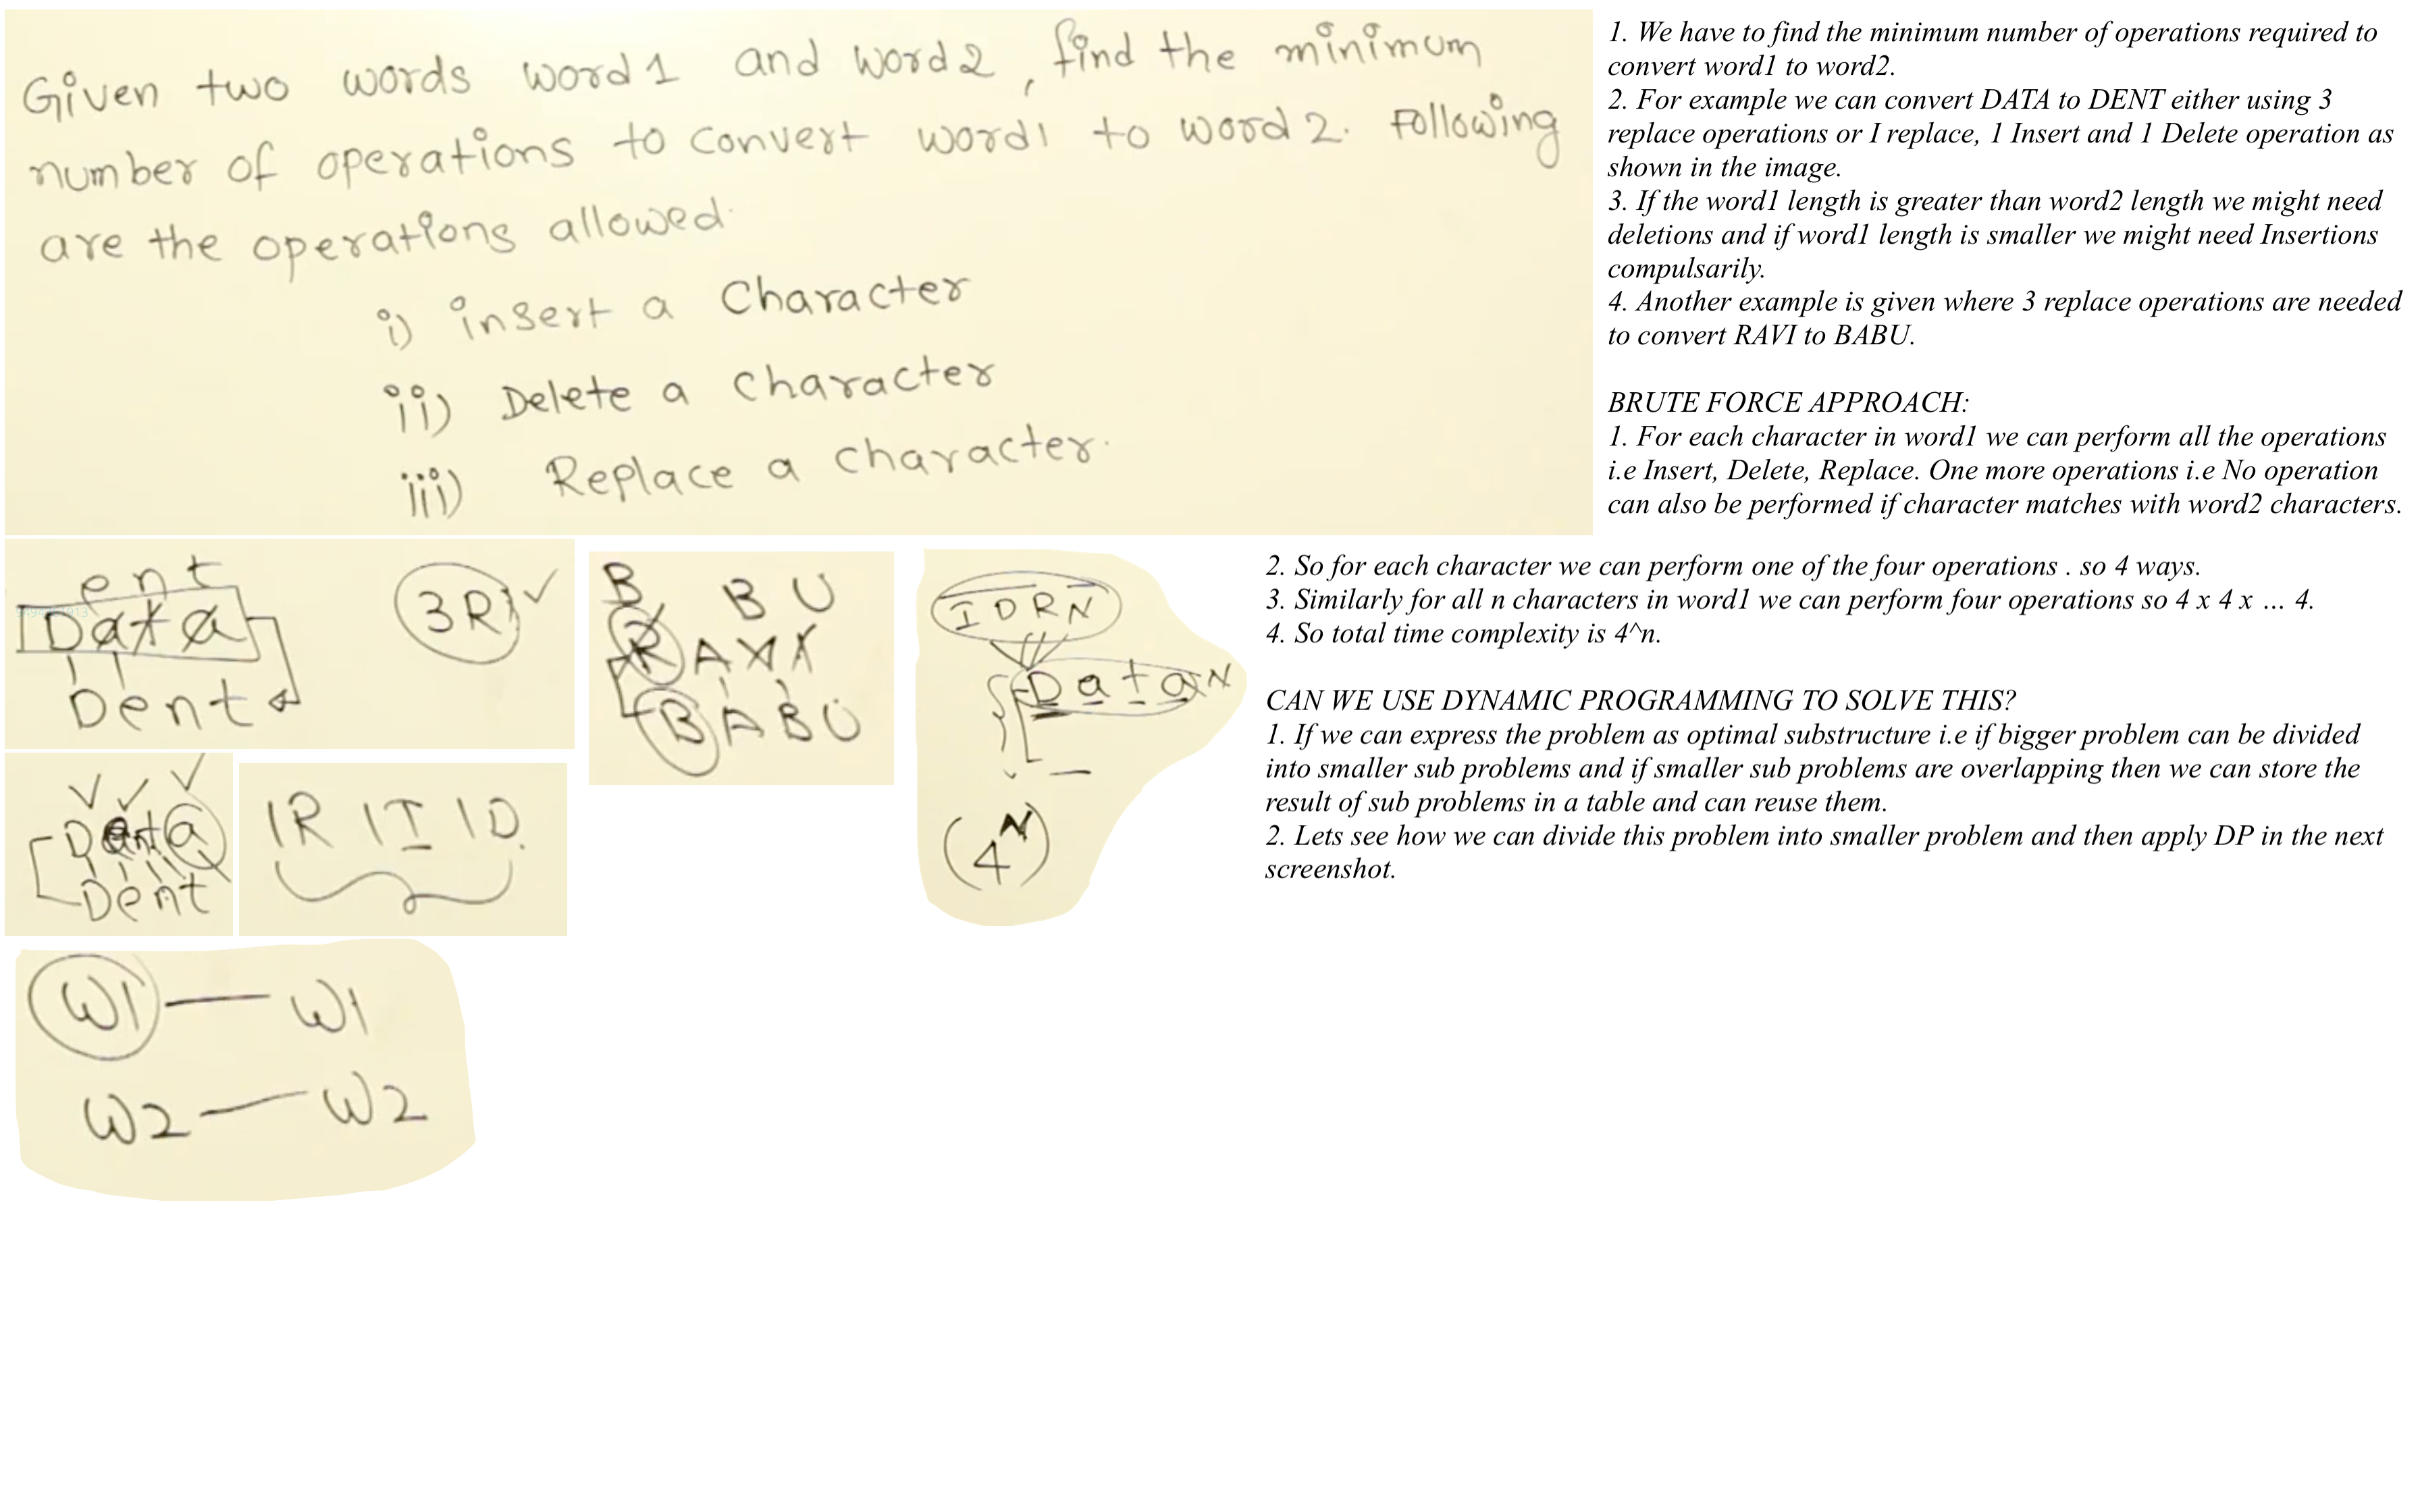 Given two words word1 and word2, find the minimum
number of operations to convert word1 to word2. Following
are the operations allowed.
i) insert a Character
ii) Delete a Character
iii) Replace a character.
1. We have to find the minimum number of operations required to
convert word1 to word2.
2. For example we can convert DATA to DENT either using 3
replace operations or I replace, 1 Insert and 1 Delete operation as
shown in the image.
3. If the word1 length is greater than word2 length we might need
deletions and if word1 length is smaller we might need Insertions
compulsarily.
4. Another example is given where 3 replace operations are needed
to convert RAVI to BABU.
BRUTE FORCE APPROACH:
1. For each character in word1 we can perform all the operations
i.e Insert, Delete, Replace. One more operations i.e No operation
can also be performed if character matches with word2 characters.
ent
Data
Dent
3R
B B U
R A
B A B U
I D R N
Data N
(4^N)
2. So for each character we can perform one of the four operations . so 4 ways.
3. Similarly for all n characters in word1 we can perform four operations so 4 x 4 x ... 4.
4. So total time complexity is 4^n.
CAN WE USE DYNAMIC PROGRAMMING TO SOLVE THIS?
1. If we can express the problem as optimal substructure i.e if bigger problem can be divided
into smaller sub problems and if smaller sub problems are overlapping then we can store the
result of sub problems in a table and can reuse them.
2. Lets see how we can divide this problem into smaller problem and then apply DP in the next
screenshot.
Dent
1R 1I 1D
W1 — W1
W2 — W2